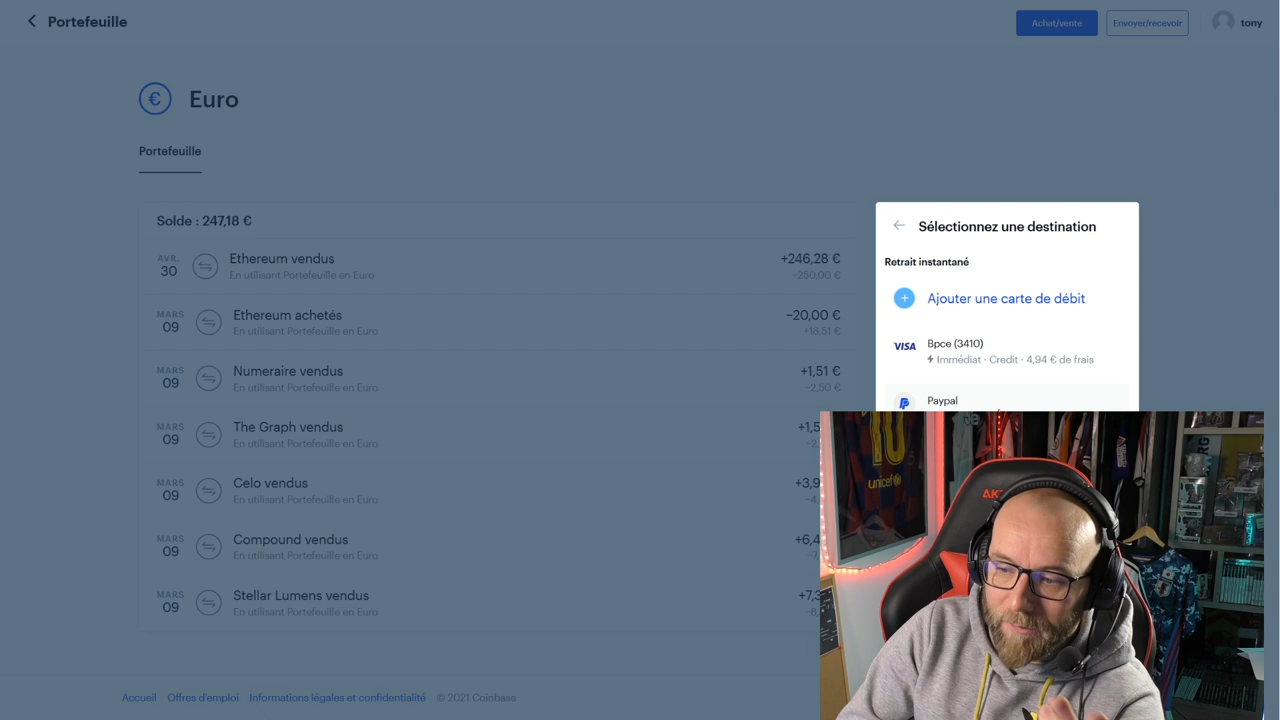 Portefeuille
Achat/vente
Envoyer/recevoir
tony
€
Euro
Portefeuille
Solde : 247,18 €
AVR. 30
Ethereum vendus
+246,28 €
En utilisant Portefeuille en Euro
−250,00 €
MARS 09
Ethereum achetés
−20,00 €
En utilisant Portefeuille en Euro
+18,51 €
MARS 09
Numeraire vendus
+1,51 €
En utilisant Portefeuille en Euro
−2,50 €
MARS 09
The Graph vendus
En utilisant Portefeuille en Euro
MARS 09
Celo vendus
En utilisant Portefeuille en Euro
MARS 09
Compound vendus
En utilisant Portefeuille en Euro
MARS 09
Stellar Lumens vendus
En utilisant Portefeuille en Euro
Sélectionnez une destination
Retrait instantané
Ajouter une carte de débit
VISA
Bpce (3410)
Immédiat · Credit · 4,94 € de frais
Paypal
10
unicef
Accueil
Offres d'emploi
Informations légales et confidentialité
© 2021 Coinbase